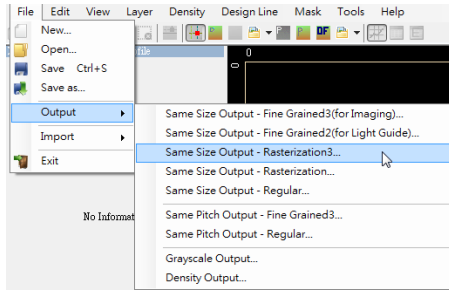 File Edit View Layer Density Design Line Mask Tools Help
New...
Open...
Save Ctrl+S
Save as...
Output
Import
Exit
file
0
DF
Same Size Output - Fine Grained3(for Imaging)...
Same Size Output - Fine Grained2(for Light Guide)...
Same Size Output - Rasterization3...
Same Size Output - Rasterization...
Same Size Output - Regular...
Same Pitch Output - Fine Grained3...
Same Pitch Output - Regular...
Grayscale Output...
Density Output...
No Informat